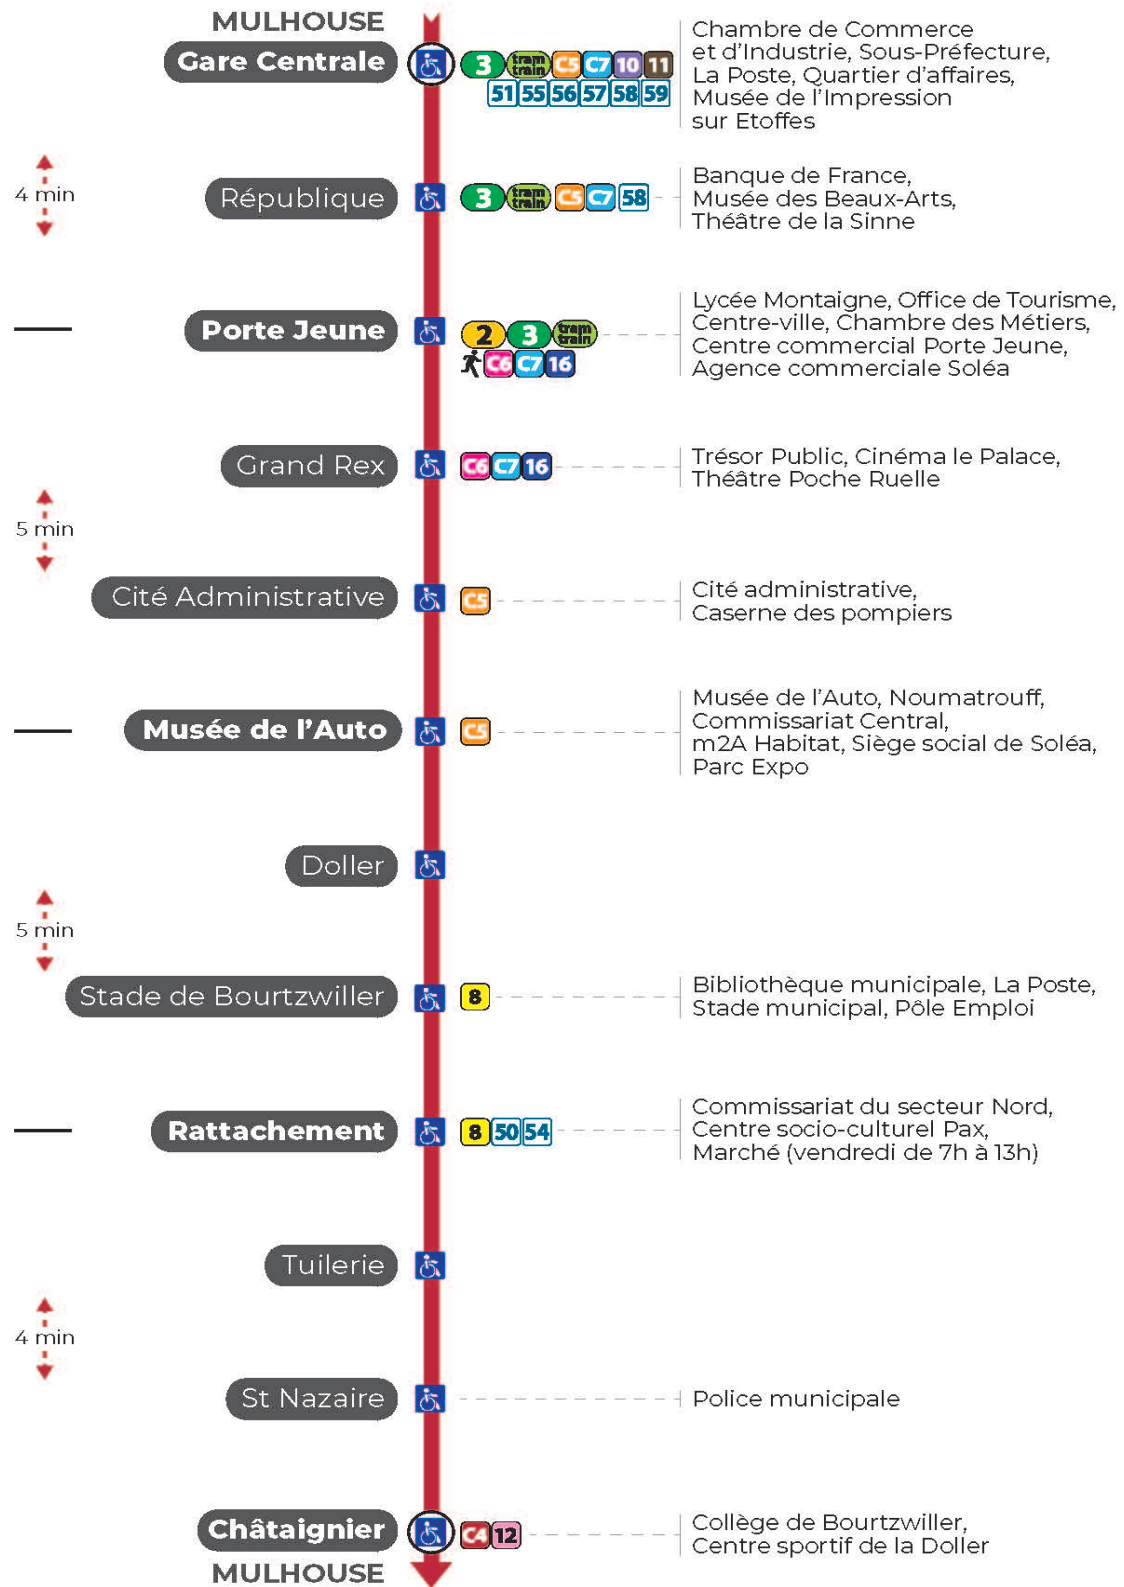 MULHOUSE
Gare Centrale
3 tram train C5 C7 10 11
51 55 56 57 58 59
Chambre de Commerce
et d'Industrie, Sous-Préfecture,
La Poste, Quartier d'affaires,
Musée de l'Impression
sur Etoffes
4 min
République
3 tram train C5 C7 58
Banque de France,
Musée des Beaux-Arts,
Théâtre de la Sinne
Porte Jeune
2 3 tram train
C6 C7 16
Lycée Montaigne, Office de Tourisme,
Centre-ville, Chambre des Métiers,
Centre commercial Porte Jeune,
Agence commerciale Soléa
Grand Rex
C6 C7 16
Trésor Public, Cinéma le Palace,
Théâtre Poche Ruelle
5 min
Cité Administrative
C5
Cité administrative,
Caserne des pompiers
Musée de l'Auto
C5
Musée de l'Auto, Noumatrouff,
Commissariat Central,
m2A Habitat, Siège social de Soléa,
Parc Expo
Doller
5 min
Stade de Bourtzwiller
8
Bibliothèque municipale, La Poste,
Stade municipal, Pôle Emploi
Rattachement
8 50 54
Commissariat du secteur Nord,
Centre socio-culturel Pax,
Marché (vendredi de 7h à 13h)
Tuilerie
4 min
St Nazaire
Police municipale
Châtaignier
C4 12
Collège de Bourtzwiller,
Centre sportif de la Doller
MULHOUSE